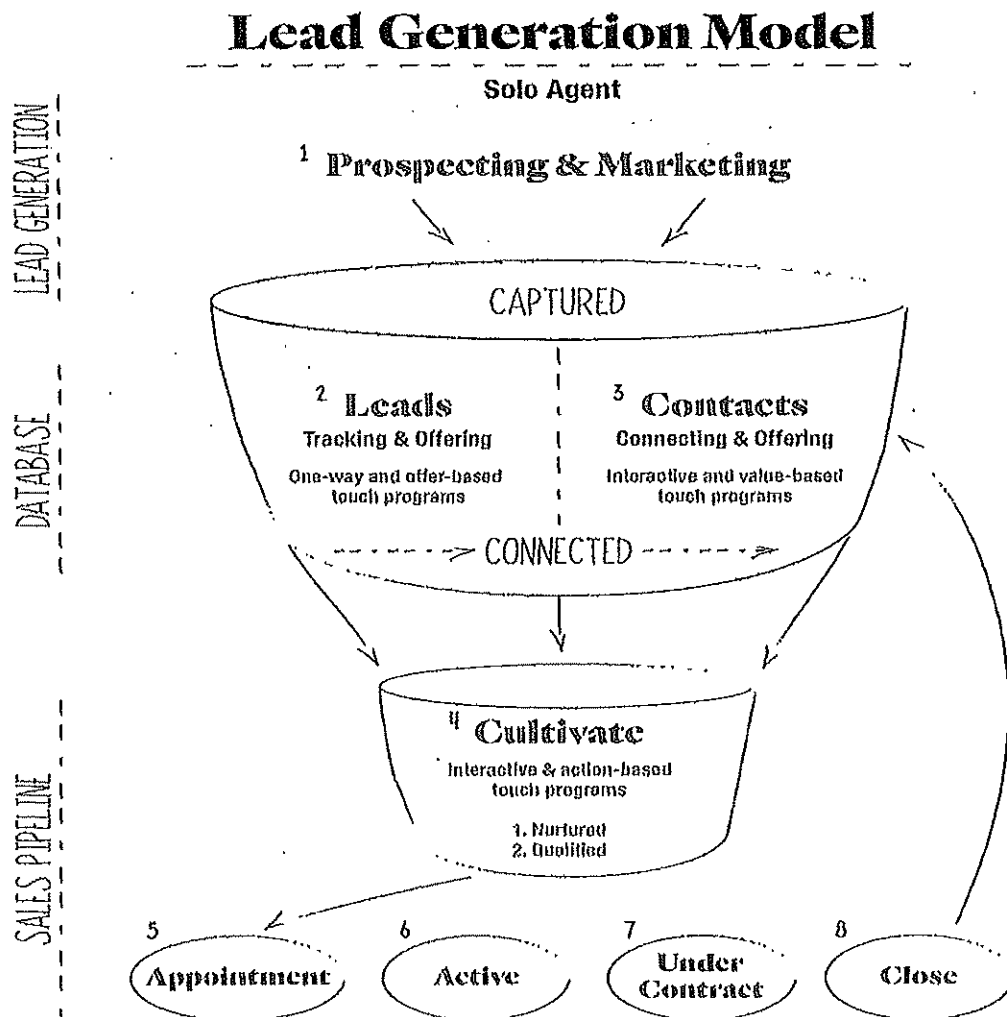 Lead Generation Model
Solo Agent
LEAD GENERATION
1 Prospecting & Marketing
CAPTURED
DATABASE
2 Leads
Tracking & Offering
One-way and offer-based
touch programs
3 Contacts
Connecting & Offering
Interactive and value-based
touch programs
CONNECTED
SALES PIPELINE
4 Cultivate
Interactive & action-based
touch programs
1. Nurtured
2. Qualified
5 Appointment
6 Active
7 Under
Contract
8 Close